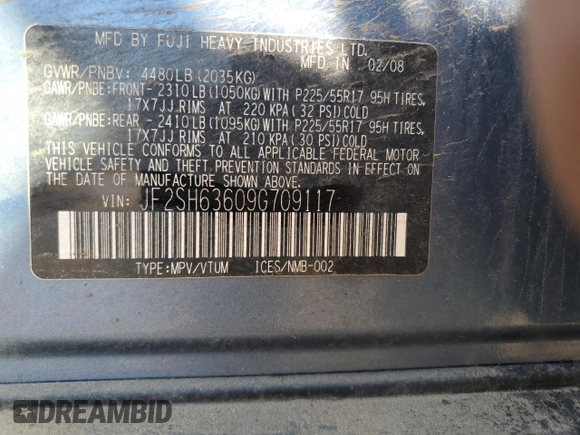 MFD BY FUJI HEAVY INDUSTRIES LTD.
MFD. IN 02/08
GVWR/PNBV: 4480LB (2035KG)
GAWR/PNBE:FRONT- 2310LB (1050KG) WITH P225/55R17 95H TIRES,
17X7JJ RIMS AT 220 KPA (32 PSI) COLD
GAWR/PNBE:REAR - 2410LB (1095KG) WITH P225/55R17 95H TIRES,
17X7JJ RIMS AT 210 KPA (30 PSI) COLD
THIS VEHICLE CONFORMS TO ALL APPLICABLE FEDERAL MOTOR
VEHICLE SAFETY AND THEFT PREVENTION STANDARDS IN EFFECT ON
THE DATE OF MANUFACTURE SHOWN ABOVE.
VIN: JF2SH63609G709117
TYPE:MPV/VTUM ICES/NMB-002
DREAMBID